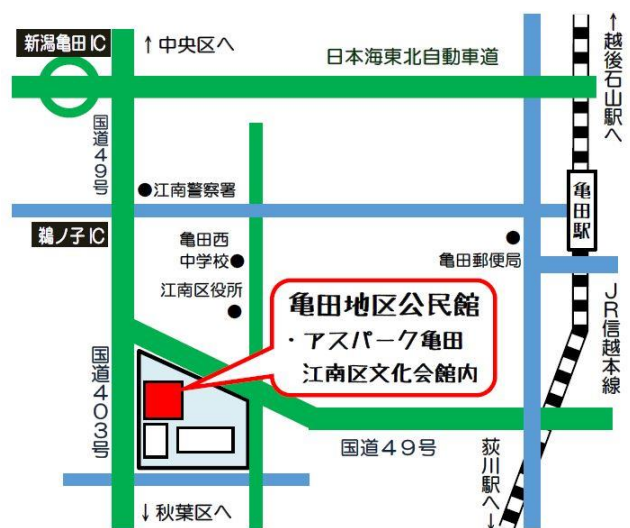 新潟亀田IC
↑中央区へ
日本海東北自動車道
↑越後石山駅へ
国道49号
●江南警察署
亀田駅
鵜ノ子IC
亀田西
中学校●
亀田郵便局
江南区役所
亀田地区公民館
・アスパーク亀田
江南区文化会館内
JR信越本線
国道403号
国道49号
荻川駅へ↓
↓秋葉区へ